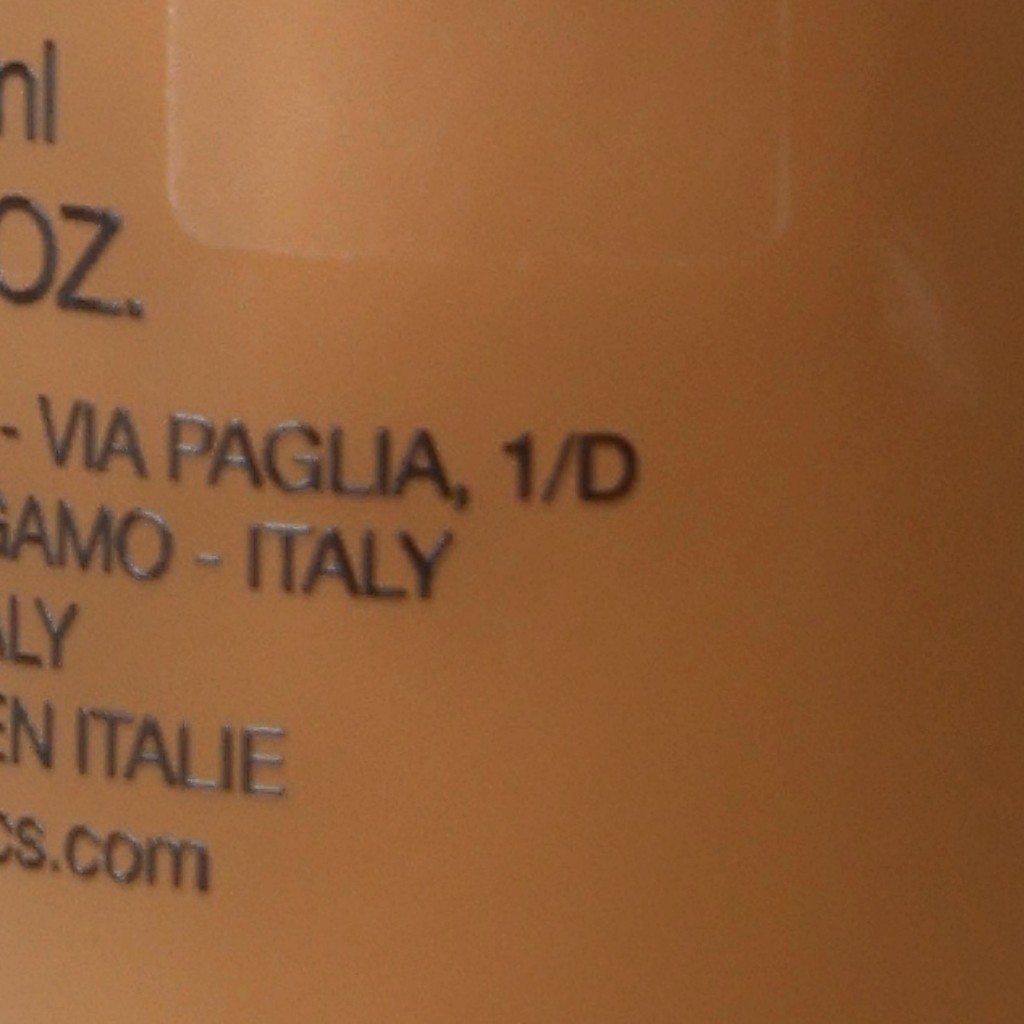 ml
OZ.
- VIA PAGLIA, 1/D
GAMO - ITALY
ALY
EN ITALIE
cs.com